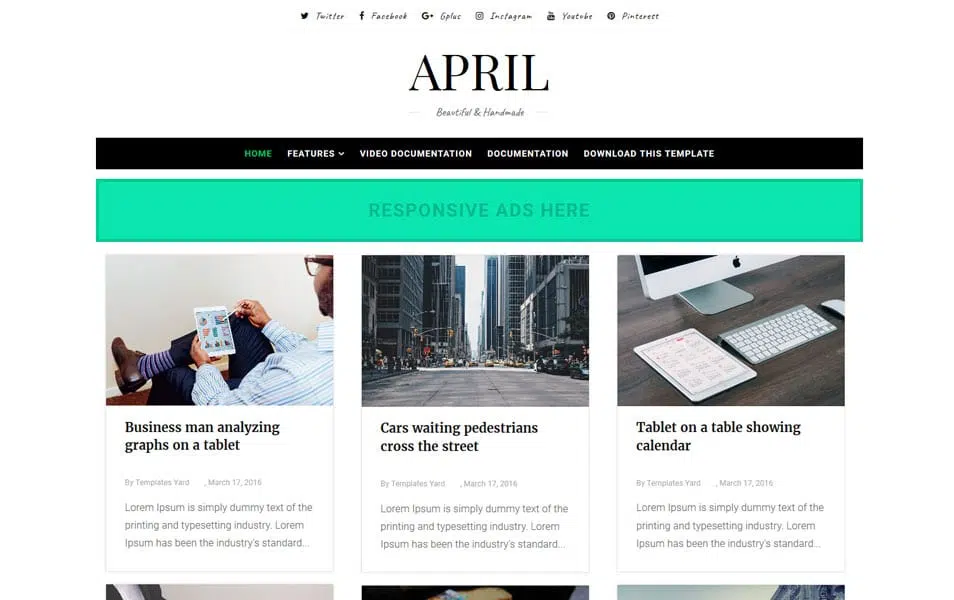 Twitter Facebook Gplus Instagram Youtube Pinterest
APRIL
Beautiful & Handmade
HOME FEATURES VIDEO DOCUMENTATION DOCUMENTATION DOWNLOAD THIS TEMPLATE
RESPONSIVE ADS HERE
Business man analyzing
graphs on a tablet
By Templates Yard , March 17, 2016
Lorem Ipsum is simply dummy text of the
printing and typesetting industry. Lorem
Ipsum has been the industry's standard...
Cars waiting pedestrians
cross the street
By Templates Yard , March 17, 2016
Lorem Ipsum is simply dummy text of the
printing and typesetting industry. Lorem
Ipsum has been the industry's standard...
Tablet on a table showing
calendar
By Templates Yard , March 17, 2016
Lorem Ipsum is simply dummy text of the
printing and typesetting industry. Lorem
Ipsum has been the industry's standard...